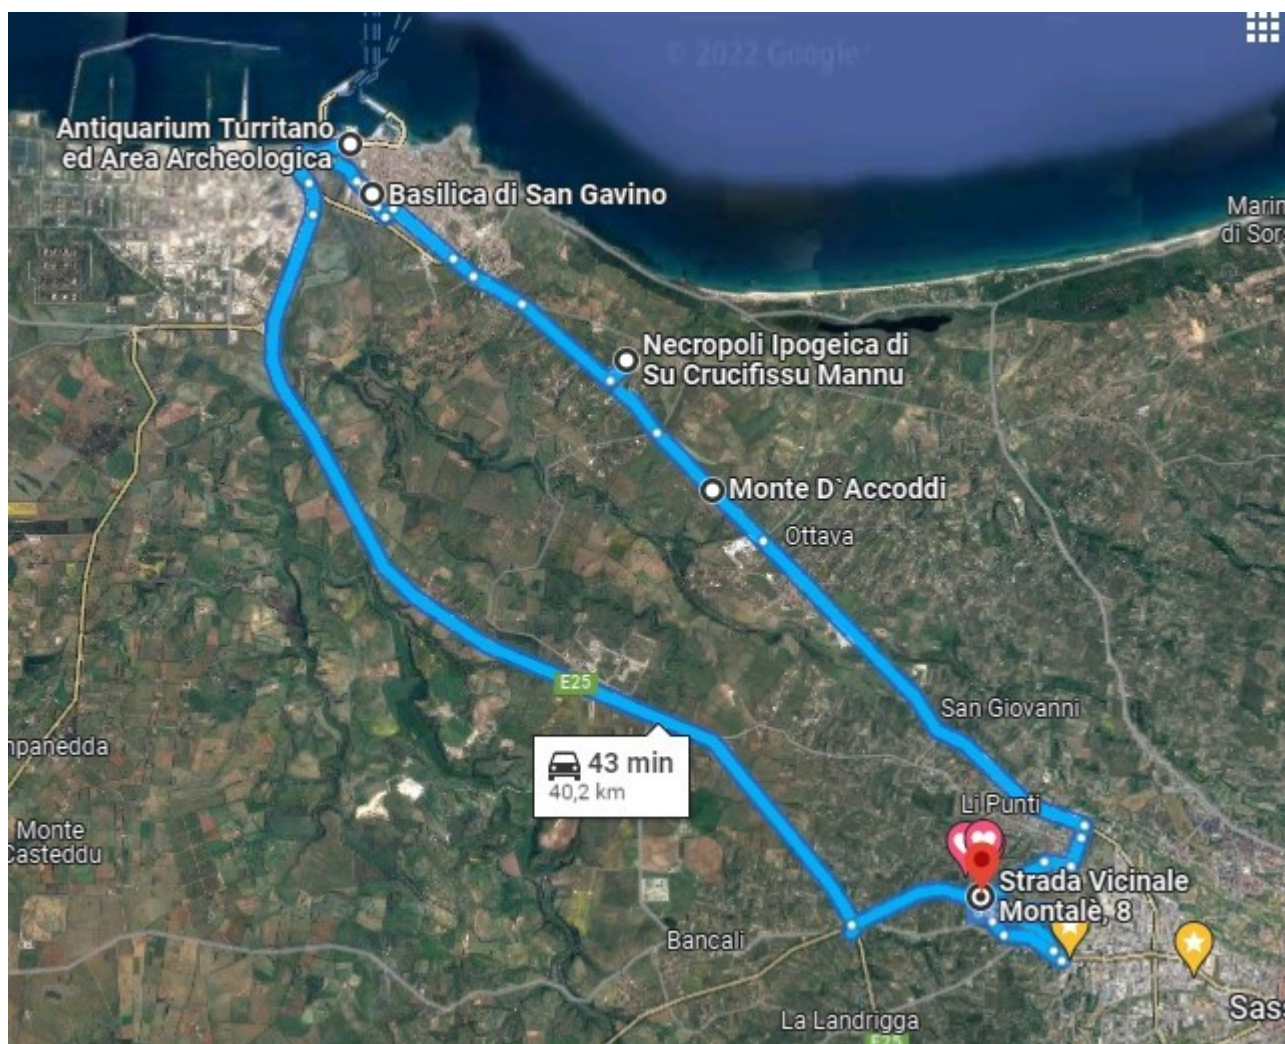 © 2022 Google
Antiquarium Turritano
ed Area Archeologica
Basilica di San Gavino
Marin
di Sors
Necropoli Ipogeica di
Su Crucifissu Mannu
Monte D`Accoddi
Ottava
E25
San Giovanni
mpanedda
43 min
40,2 km
Li Punti
Monte
Casteddu
Strada Vicinale
Montalè, 8
Bancali
Sass
La Landrigga
E25